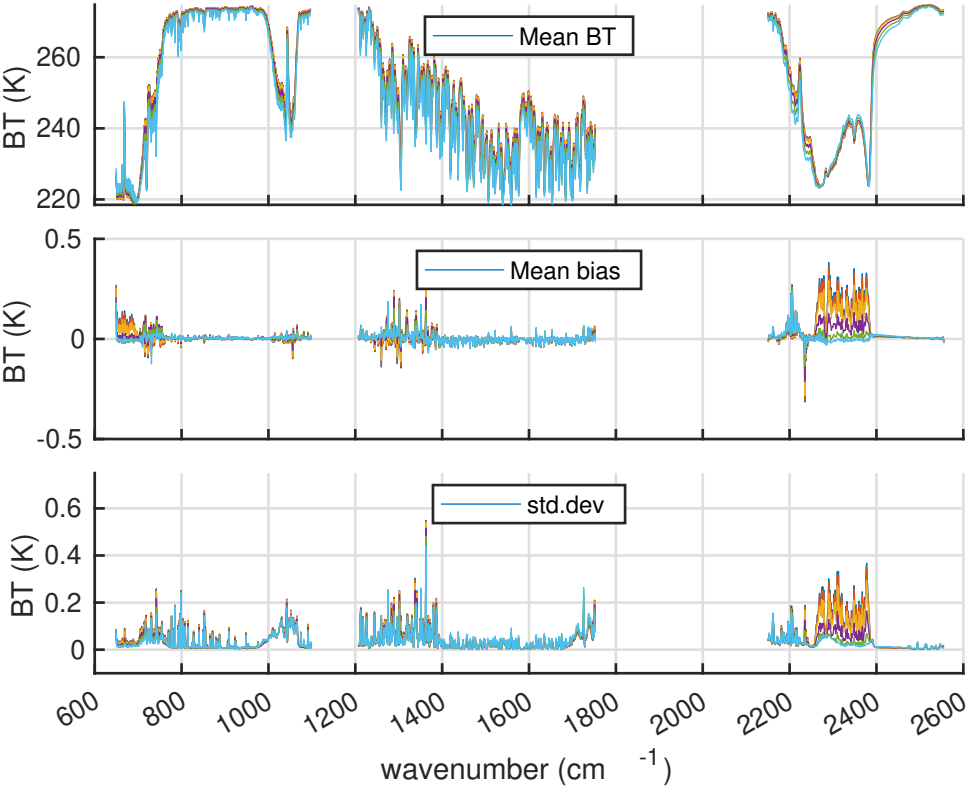 Mean BT
BT (K)
260
240
220
Mean bias
BT (K)
0.5
0
-0.5
std.dev
BT (K)
0.6
0.4
0.2
0
600 800 1000 1200 1400 1600 1800 2000 2200 2400 2600
wavenumber (cm -1)